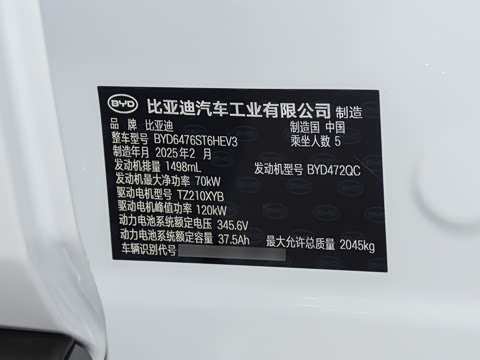 BYD 比亚迪汽车工业有限公司 制造
品牌 比亚迪 制造国 中国
整车型号 BYD6476ST6HEV3 乘坐人数 5
制造年月 2025年2月
发动机排量 1498mL 发动机型号 BYD472QC
发动机最大净功率 70kW
驱动电机型号 TZ210XYB
驱动电机峰值功率 120kW
动力电池系统额定电压 345.6V
动力电池系统额定容量 37.5Ah 最大允许总质量 2045kg
车辆识别代号